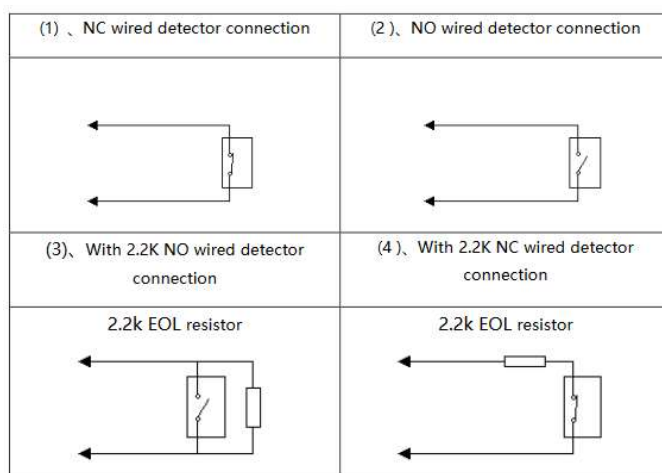 (1) 、NC wired detector connection
(2 )、NO wired detector connection
(3)、With 2.2K NO wired detector
connection
(4 )、With 2.2K NC wired detector
connection
2.2k EOL resistor
2.2k EOL resistor